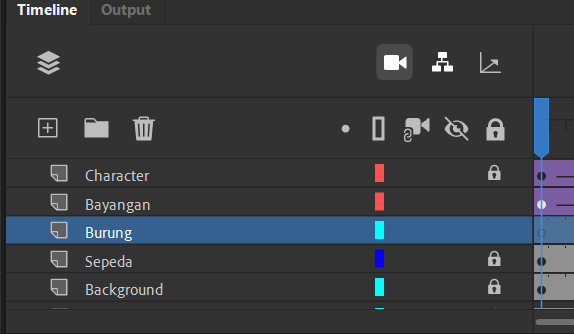 Timeline Output
Character
Bayangan
Burung
Sepeda
Background